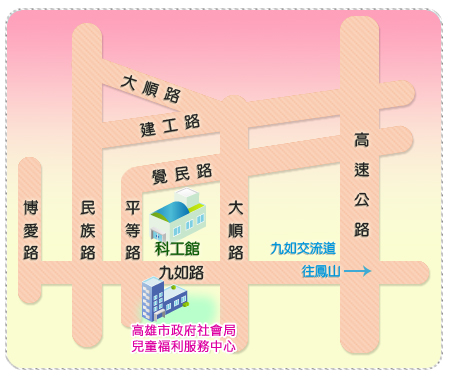 大順路
建工路
覺民路
高速公路
博愛路
民族路
平等路
大順路
科工館
九如交流道
往鳳山
九如路
高雄市政府社會局
兒童福利服務中心